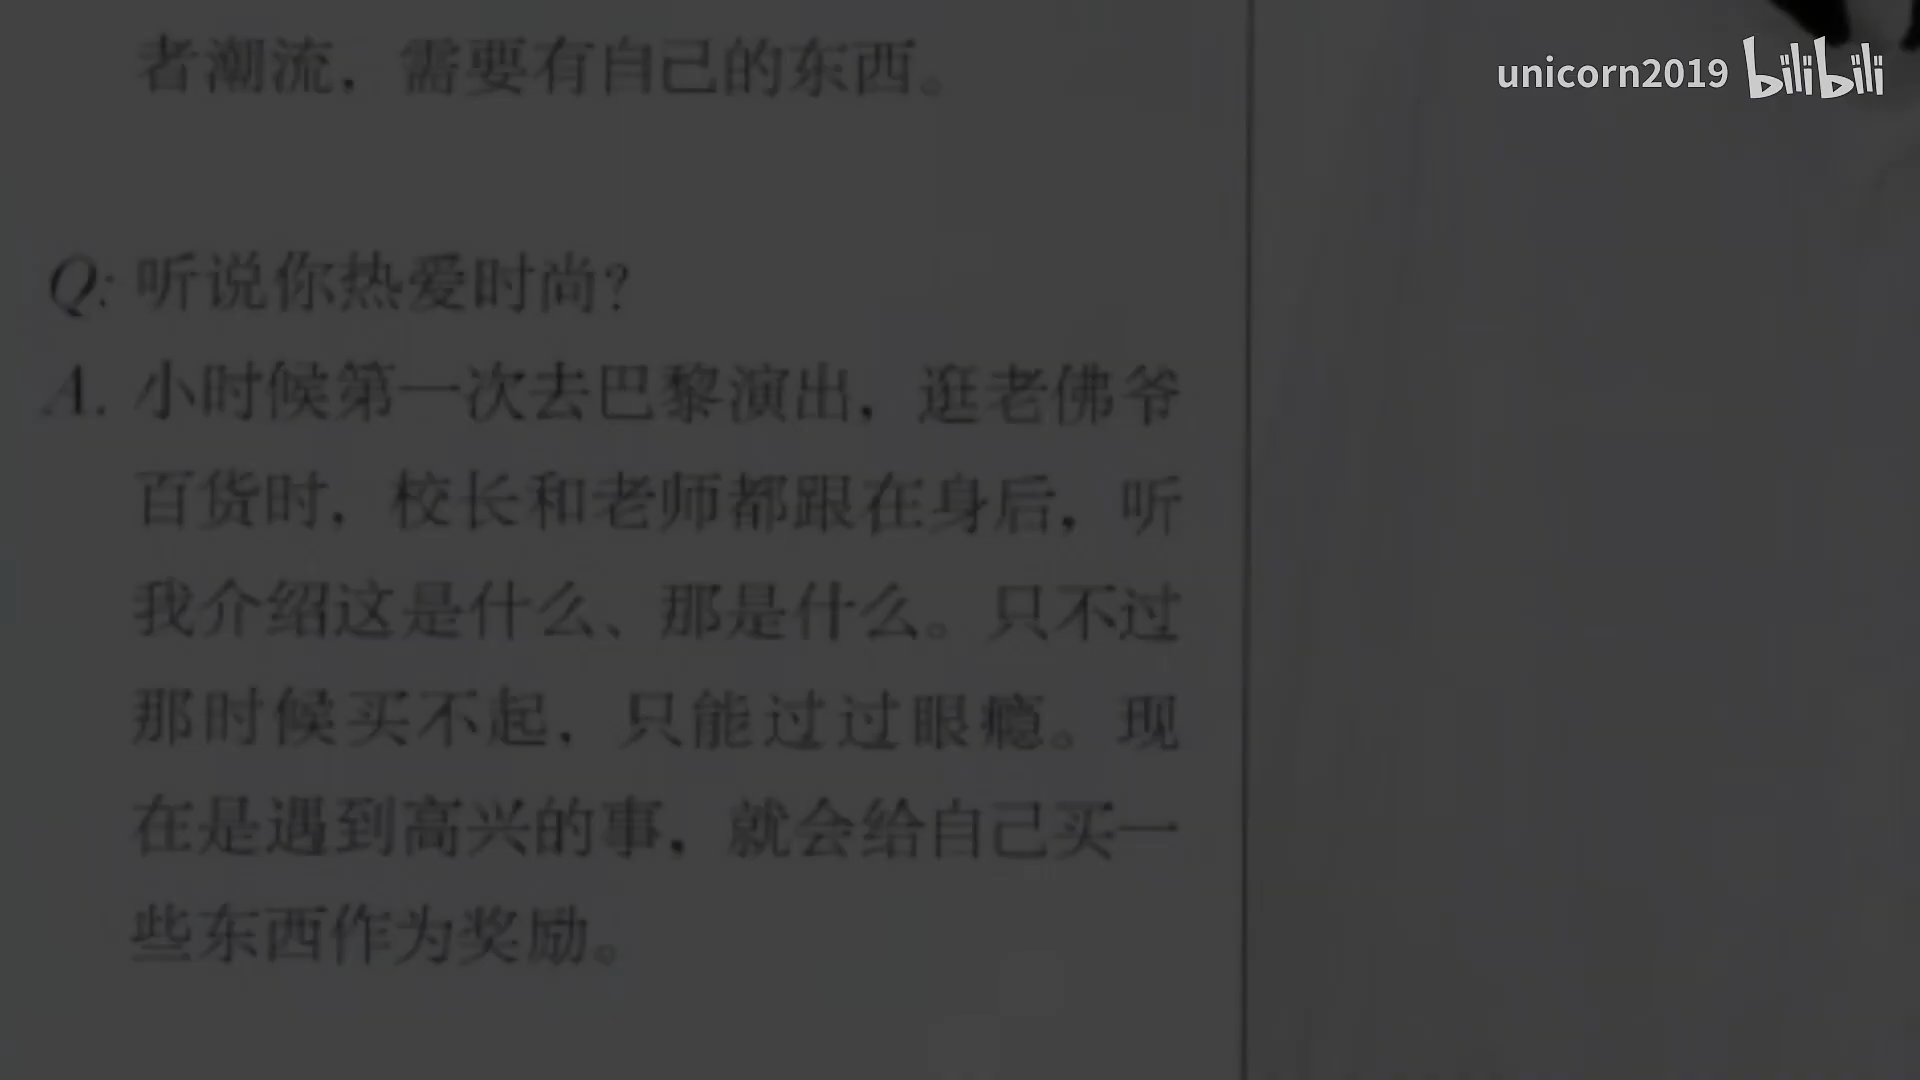 者潮流，需要有自己的东西。
unicorn2019 bilibili
Q: 听说你热爱时尚？
A. 小时候第一次去巴黎演出，逛老佛爷
百货时，校长和老师都跟在身后，听
我介绍这是什么、那是什么。只不过
那时候买不起，只能过过眼瘾。现
在是遇到高兴的事，就会给自己买一
些东西作为奖励。